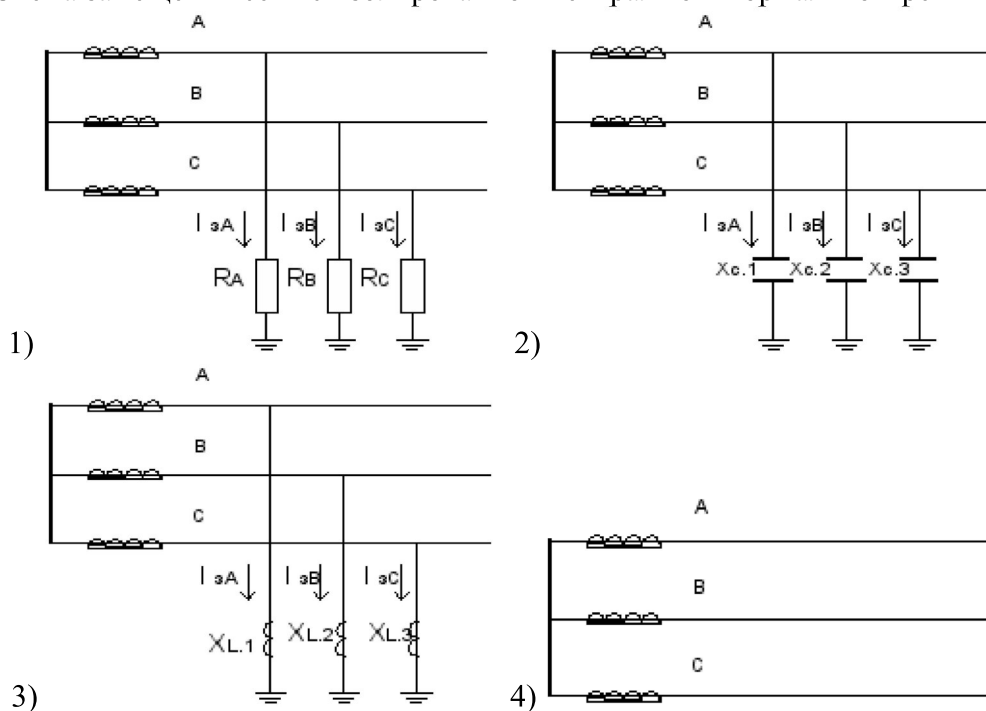 A A
B B
C C
I зA I зB I зC I зA I зB I зC
RA RB RC Xc.1 Xc.2 Xc.3
1) 2)
A
B
C A
I зA I зB I зC B
XL.1 XL.2 XL.3 C
3) 4)